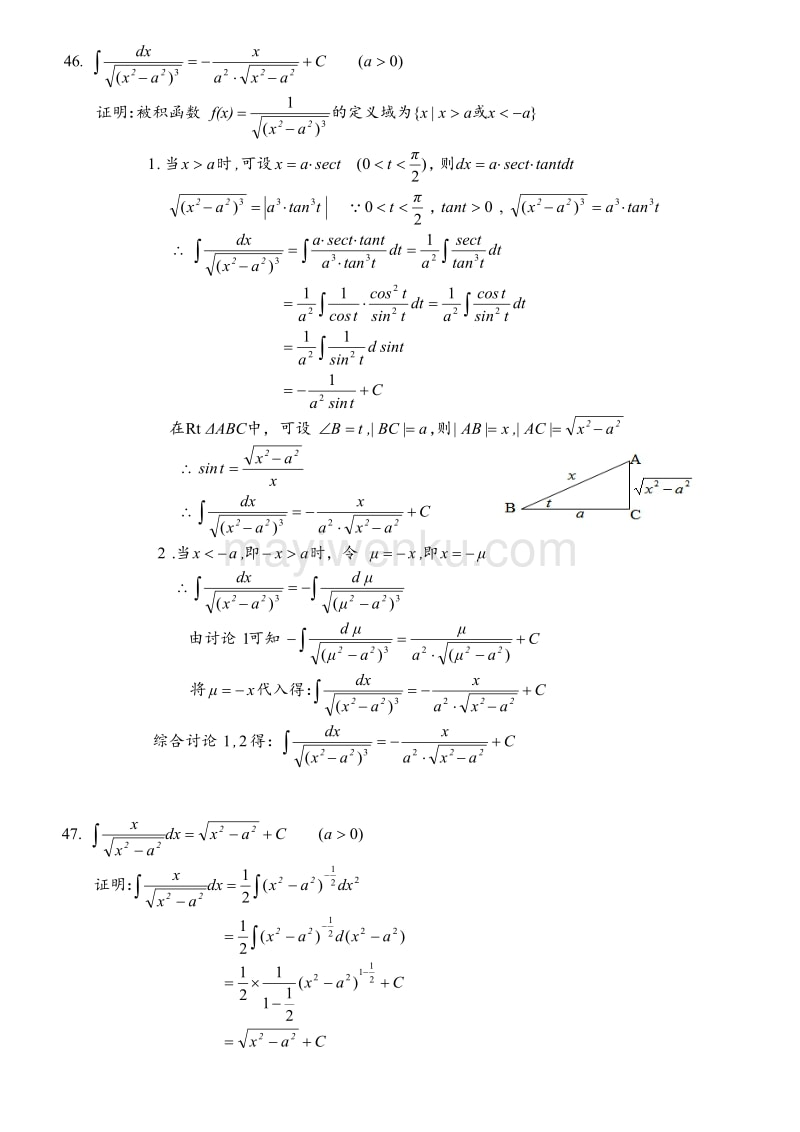 46. ∫ dx/√(x²−a²)³ = − x/(a²·√(x²−a²)) + C (a > 0)
证明:被积函数 f(x) = 1/√(x²−a²)³ 的定义域为{x | x > a或x < −a}
1. 当x > a时,可设x = a·sect (0 < t < π/2), 则dx = a·sect·tantdt
√(x²−a²)³ = |a³·tan³t| ∵ 0 < t < π/2 , tant > 0 , √(x²−a²)³ = a³·tan³t
∴ ∫ dx/√(x²−a²)³ = ∫ (a·sect·tant)/(a³·tan³t) dt = 1/a² ∫ sect/tan³t dt
= 1/a² ∫ 1/cost · cos²t/sin²t dt = 1/a² ∫ cost/sin²t dt
= 1/a² ∫ 1/sin²t d sint
= − 1/(a² sint) + C
在Rt ΔABC中, 可设 ∠B = t ,| BC |= a ,则| AB |= x ,| AC |= √(x²−a²)
∴ sint = √(x²−a²)/x
∴ ∫ dx/√(x²−a²)³ = − x/(a²·√(x²−a²)) + C
A
x
√(x²−a²)
B
t
a
C
mayiwenku.com
2 .当x < −a ,即−x > a时, 令 μ = −x ,即x = −μ
∴ ∫ dx/√(x²−a²)³ = −∫ dμ/√(μ²−a²)³
由讨论 1可知 −∫ dμ/√(μ²−a²)³ = μ/(a²·√(μ²−a²)) + C
将μ = −x代入得:∫ dx/√(x²−a²)³ = − x/(a²·√(x²−a²)) + C
综合讨论 1,2得: ∫ dx/√(x²−a²)³ = − x/(a²·√(x²−a²)) + C
47. ∫ x/√(x²−a²) dx = √(x²−a²) + C (a > 0)
证明:∫ x/√(x²−a²) dx = 1/2 ∫ (x²−a²)^(−1/2) dx²
= 1/2 ∫ (x²−a²)^(−1/2) d(x²−a²)
= 1/2 × 1/(1−1/2) (x²−a²)^(1−1/2) + C
= √(x²−a²) + C